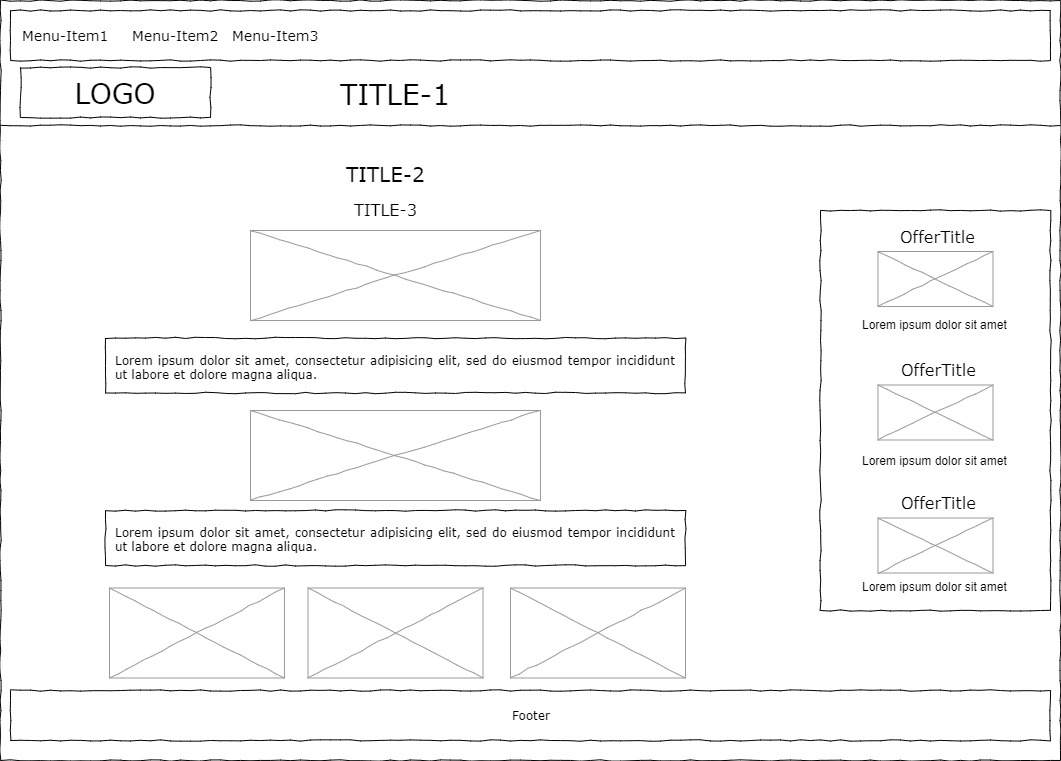 Menu-Item1 Menu-Item2 Menu-Item3
LOGO
TITLE-1
TITLE-2
TITLE-3
Lorem ipsum dolor sit amet, consectetur adipisicing elit, sed do eiusmod tempor incididunt
ut labore et dolore magna aliqua.
Lorem ipsum dolor sit amet, consectetur adipisicing elit, sed do eiusmod tempor incididunt
ut labore et dolore magna aliqua.
OfferTitle
Lorem ipsum dolor sit amet
OfferTitle
Lorem ipsum dolor sit amet
OfferTitle
Lorem ipsum dolor sit amet
Footer